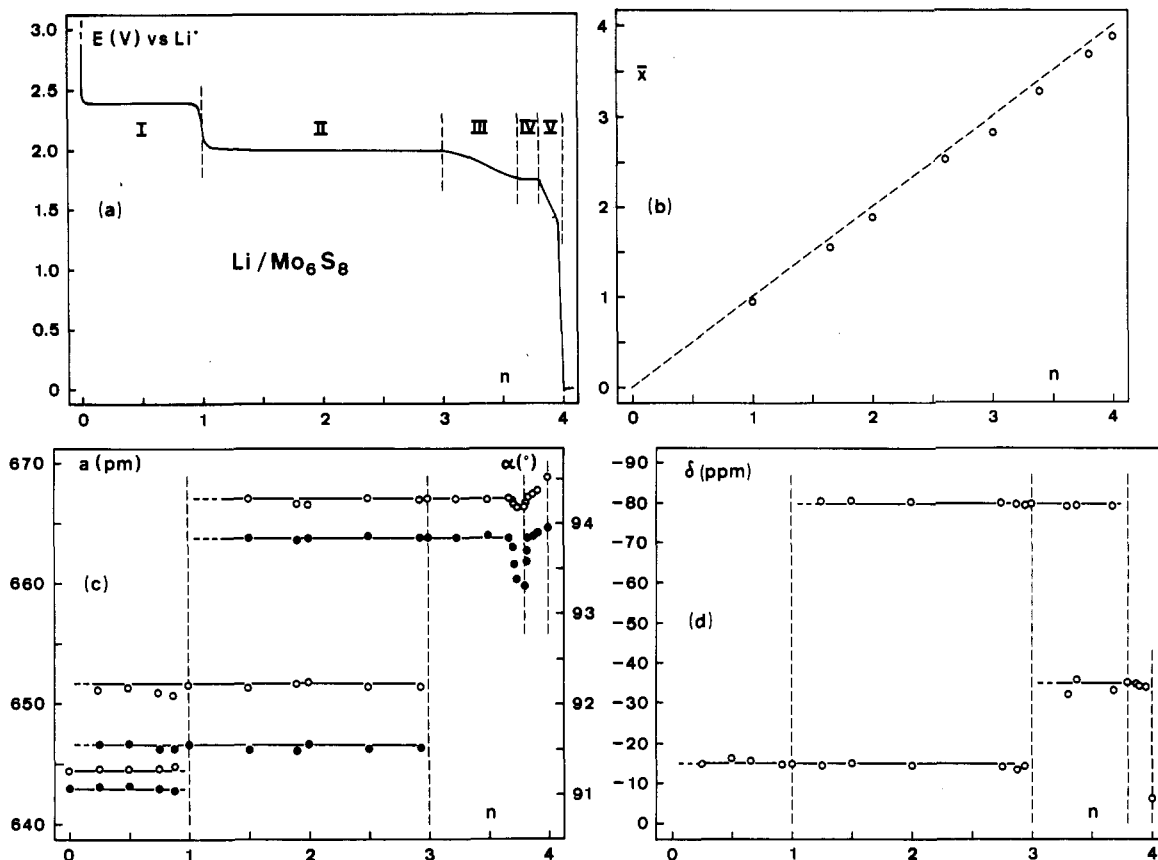 3.0
E (V) vs Li⁺
2.5
2.0
1.5
1.0
0.5
0
I
II
III
IV
V
(a)
Li / Mo₆S₈
n
0
1
2
3
4
4
x̄
3
2
1
0
(b)
n
0
1
2
3
4
670
a (pm)
α(°)
660
650
640
94
93
92
91
(c)
n
0
1
2
3
4
-90
δ (ppm)
-80
-70
-60
-50
-40
-30
-20
-10
0
(d)
n
0
1
2
3
4